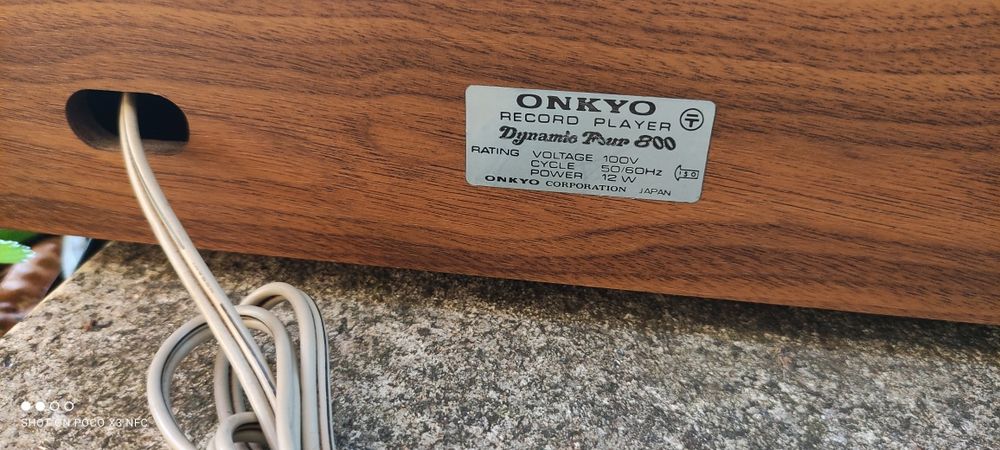 ONKYO
RECORD PLAYER
Dynamic Four 800
RATING VOLTAGE 100V
CYCLE 50/60Hz
POWER 12 W
ONKYO CORPORATION JAPAN
SHOT ON POCO X3 NFC